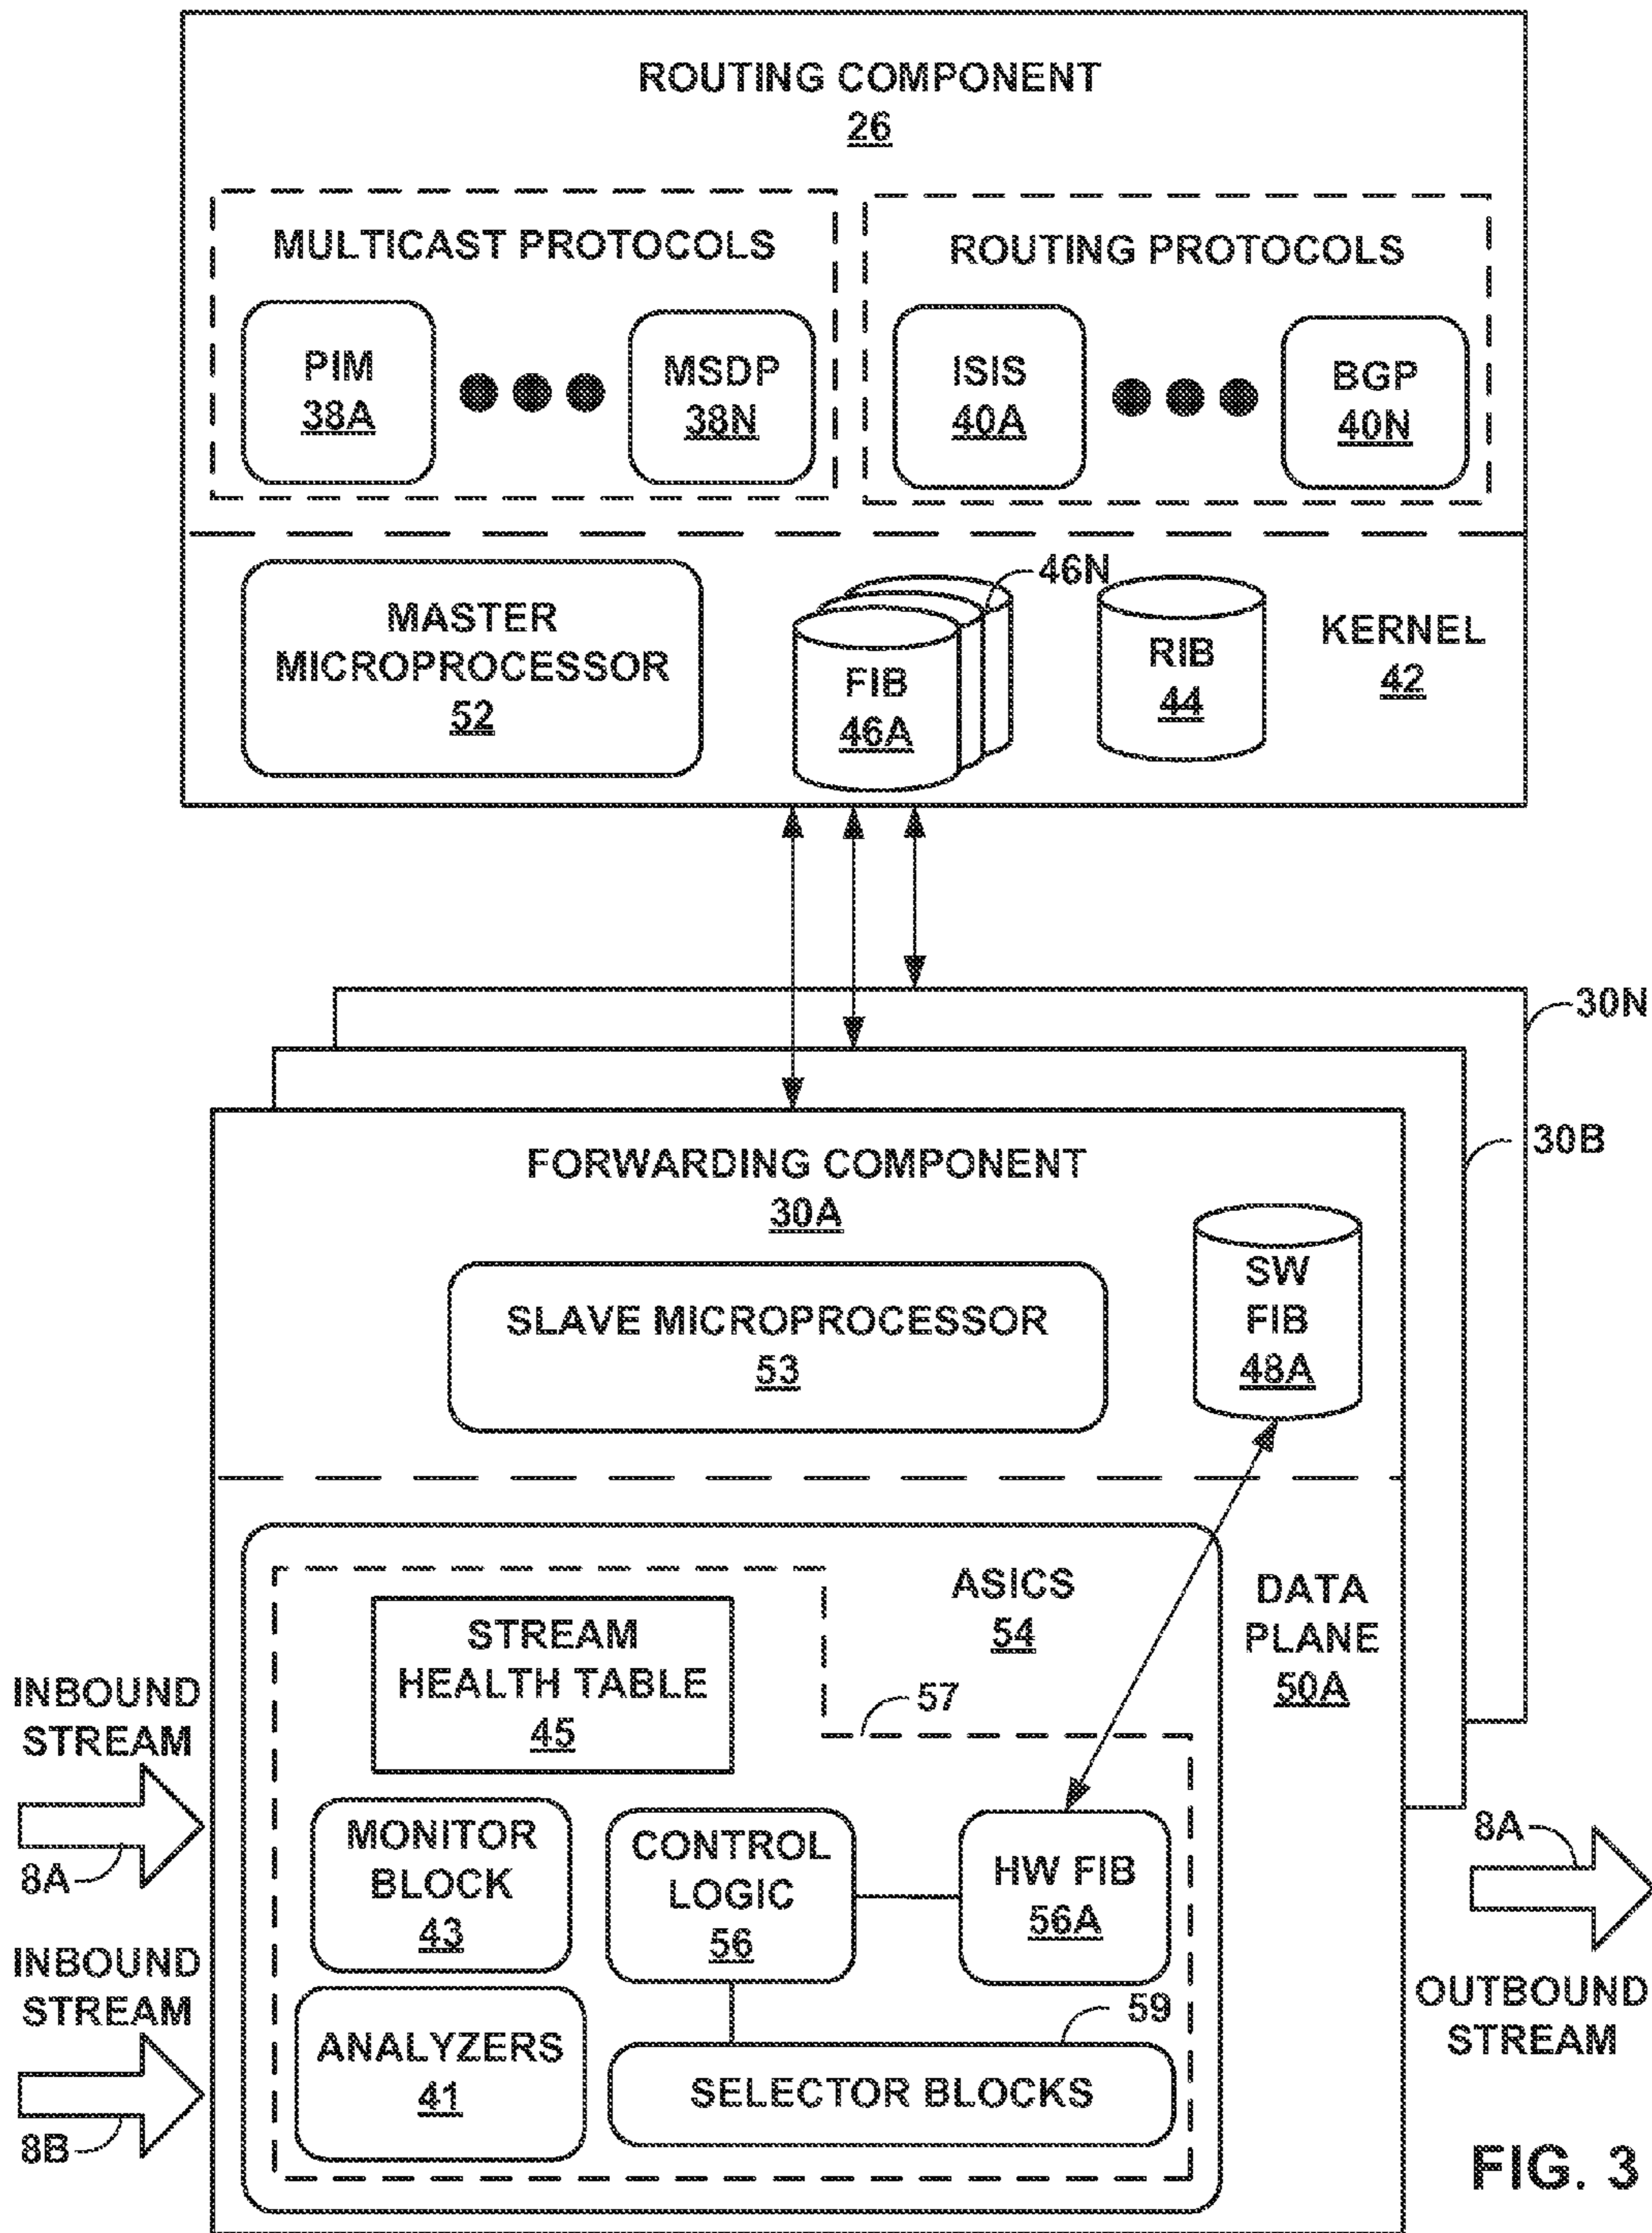 ROUTING COMPONENT
26
MULTICAST PROTOCOLS
PIM
38A
MSDP
38N
ROUTING PROTOCOLS
ISIS
40A
BGP
40N
MASTER
MICROPROCESSOR
52
FIB
46A
46N
RIB
44
KERNEL
42
30N
30B
FORWARDING COMPONENT
30A
SLAVE MICROPROCESSOR
53
SW
FIB
48A
ASICS
54
DATA
PLANE
50A
STREAM
HEALTH TABLE
45
57
INBOUND
STREAM
8A
MONITOR
BLOCK
43
CONTROL
LOGIC
56
HW FIB
56A
8A
OUTBOUND
STREAM
INBOUND
STREAM
8B
ANALYZERS
41
59
SELECTOR BLOCKS
FIG. 3